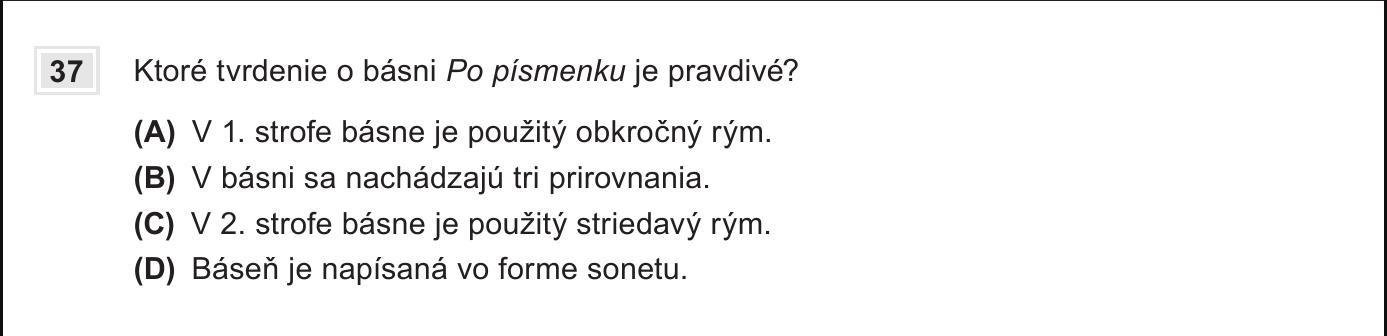 37 Ktoré tvrdenie o básni Po písmenku je pravdivé?
(A) V 1. strofe básne je použitý obkročný rým.
(B) V básni sa nachádzajú tri prirovnania.
(C) V 2. strofe básne je použitý striedavý rým.
(D) Báseň je napísaná vo forme sonetu.